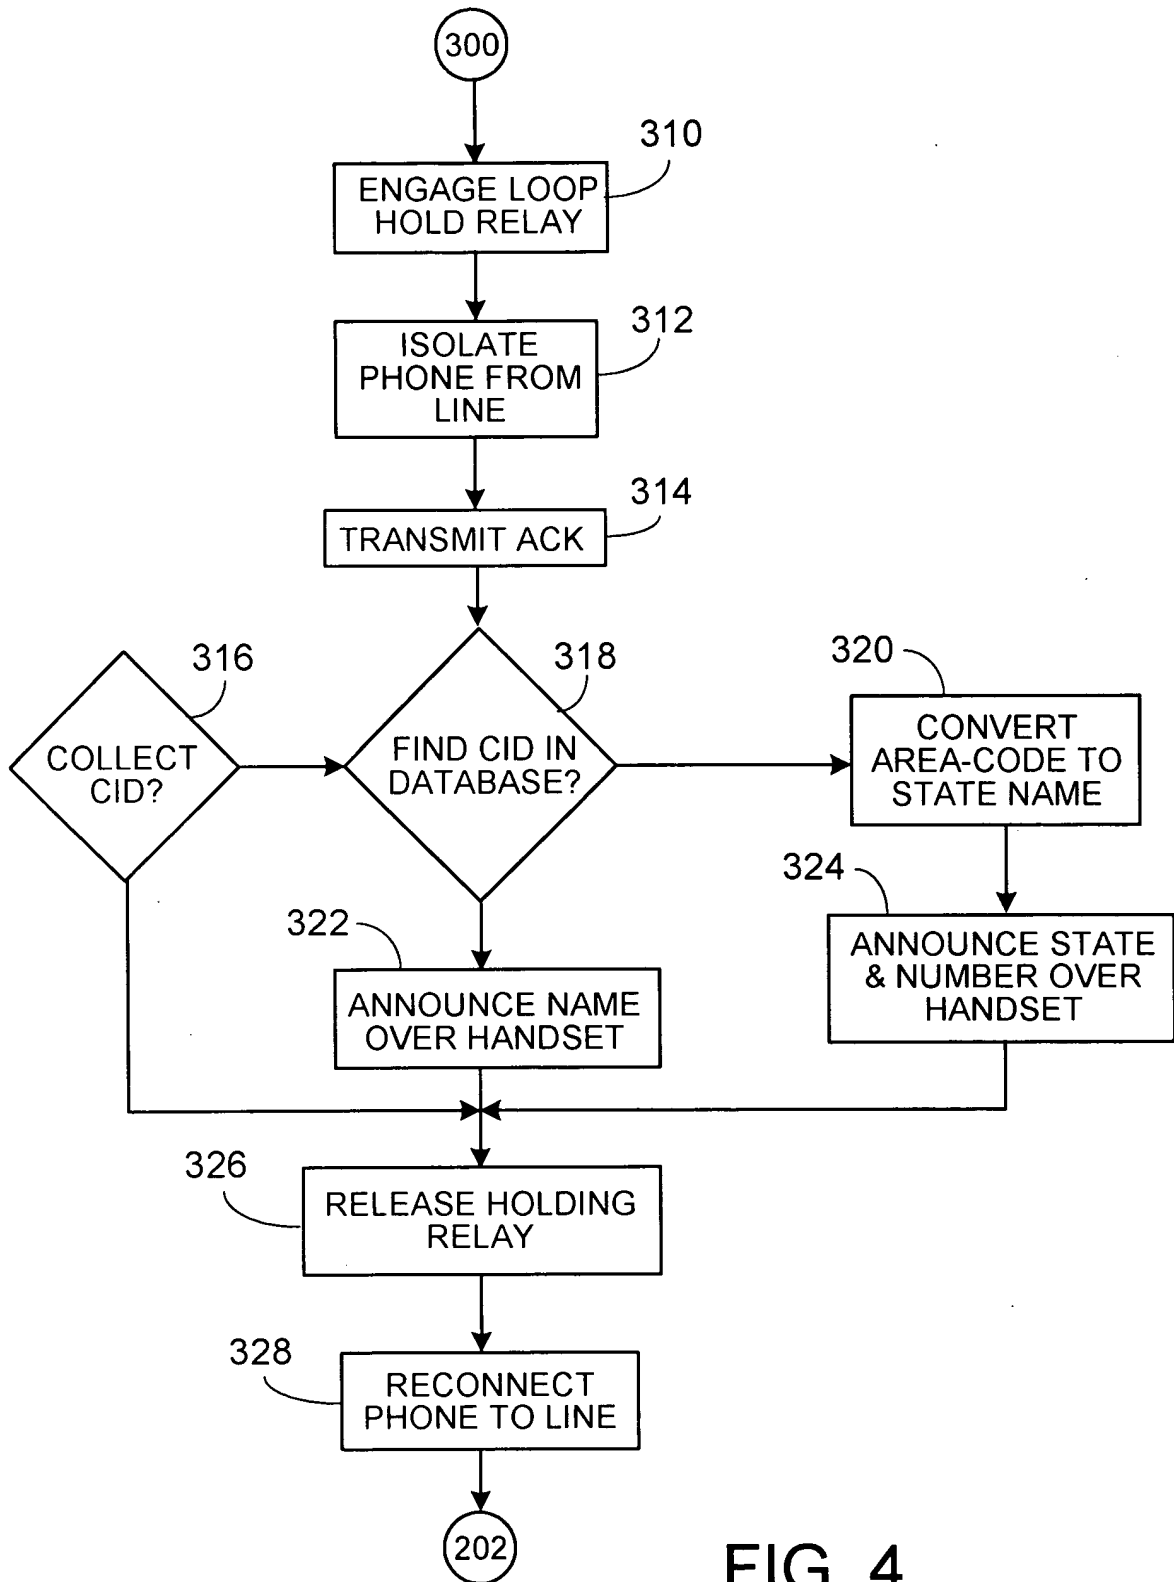 300
310
ENGAGE LOOP
HOLD RELAY
312
ISOLATE
PHONE FROM
LINE
314
TRANSMIT ACK
316
COLLECT
CID?
318
FIND CID IN
DATABASE?
320
CONVERT
AREA-CODE TO
STATE NAME
322
ANNOUNCE NAME
OVER HANDSET
324
ANNOUNCE STATE
& NUMBER OVER
HANDSET
326
RELEASE HOLDING
RELAY
328
RECONNECT
PHONE TO LINE
202
FIG. 4